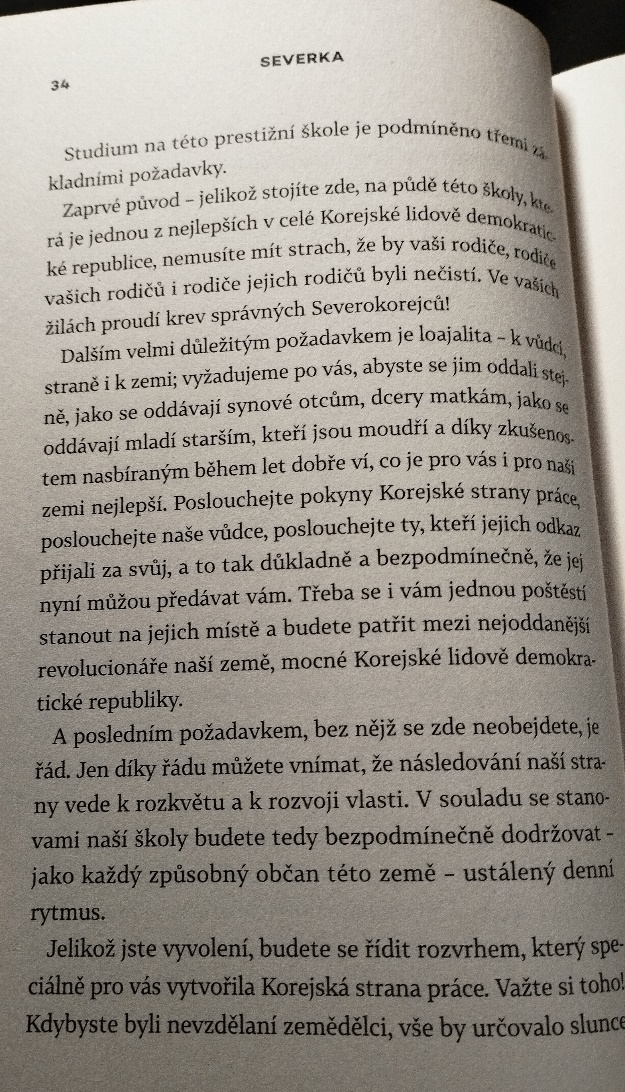 SEVERKA
34
Studium na této prestižní škole je podmíněno třemi zá-
kladními požadavky.
Zaprvé původ – jelikož stojíte zde, na půdě této školy, kte-
rá je jednou z nejlepších v celé Korejské lidově demokratic-
ké republice, nemusíte mít strach, že by vaši rodiče, rodiče
vašich rodičů i rodiče jejich rodičů byli nečistí. Ve vašich
žilách proudí krev správných Severokorejců!
Dalším velmi důležitým požadavkem je loajalita – k vůdci,
straně i k zemi; vyžadujeme po vás, abyste se jim oddali stej-
ně, jako se oddávají synové otcům, dcery matkám, jako se
oddávají mladí starším, kteří jsou moudří a díky zkušenos-
tem nasbíraným během let dobře ví, co je pro vás i pro naši
zemi nejlepší. Poslouchejte pokyny Korejské strany práce,
poslouchejte naše vůdce, poslouchejte ty, kteří jejich odkaz
přijali za svůj, a to tak důkladně a bezpodmínečně, že jej
nyní můžou předávat vám. Třeba se i vám jednou poštěstí
stanout na jejich místě a budete patřit mezi nejoddanější
revolucionáře naší země, mocné Korejské lidově demokra-
tické republiky.
A posledním požadavkem, bez nějž se zde neobejdete, je
řád. Jen díky řádu můžete vnímat, že následování naší stra-
ny vede k rozkvětu a k rozvoji vlasti. V souladu se stano-
vami naší školy budete tedy bezpodmínečně dodržovat –
jako každý způsobný občan této země – ustálený denní
rytmus.
Jelikož jste vyvolení, budete se řídit rozvrhem, který spe-
ciálně pro vás vytvořila Korejská strana práce. Važte si toho!
Kdybyste byli nevzdělaní zemědělci, vše by určovalo slunce